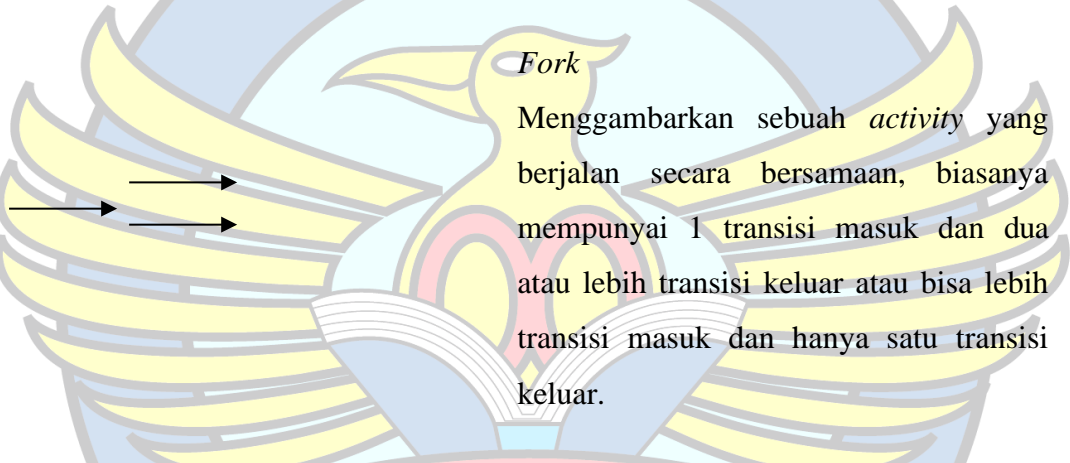 Fork
Menggambarkan sebuah activity yang
berjalan secara bersamaan, biasanya
mempunyai 1 transisi masuk dan dua
atau lebih transisi keluar atau bisa lebih
transisi masuk dan hanya satu transisi
keluar.